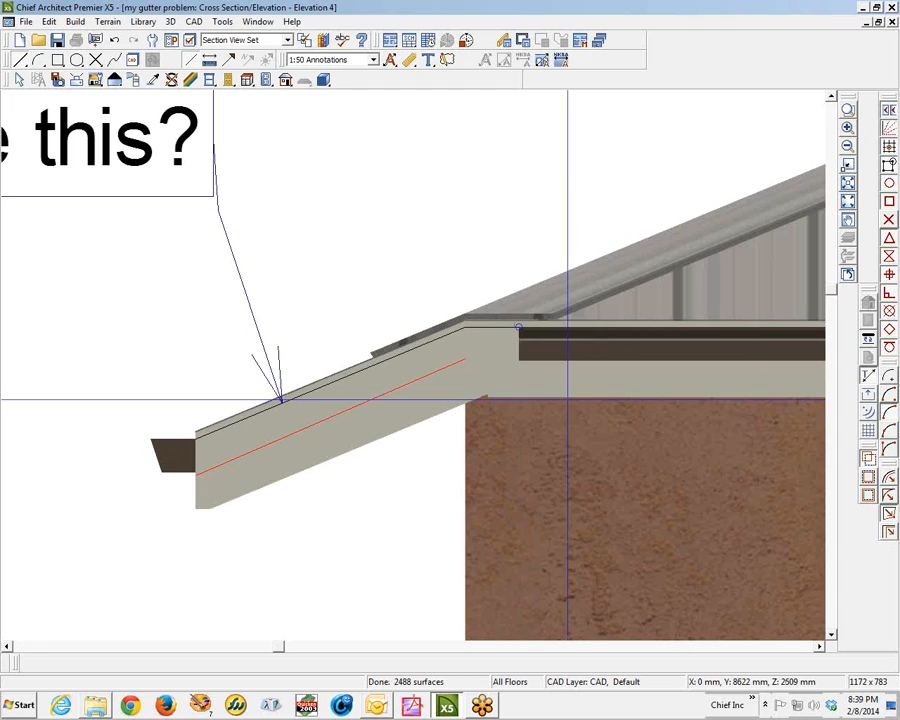 Chief Architect Premier X5 - [my gutter problem: Cross Section/Elevation - Elevation 4]
File Edit Build Terrain Library 3D CAD Tools Window Help
Section View Set
1:50 Annotations
this?
Done: 2488 surfaces
All Floors
CAD Layer: CAD, Default
X: 0 mm, Y: 8622 mm, Z: 2509 mm
1172 x 783
Start
X5
Chief Inc
8:39 PM
2/8/2014